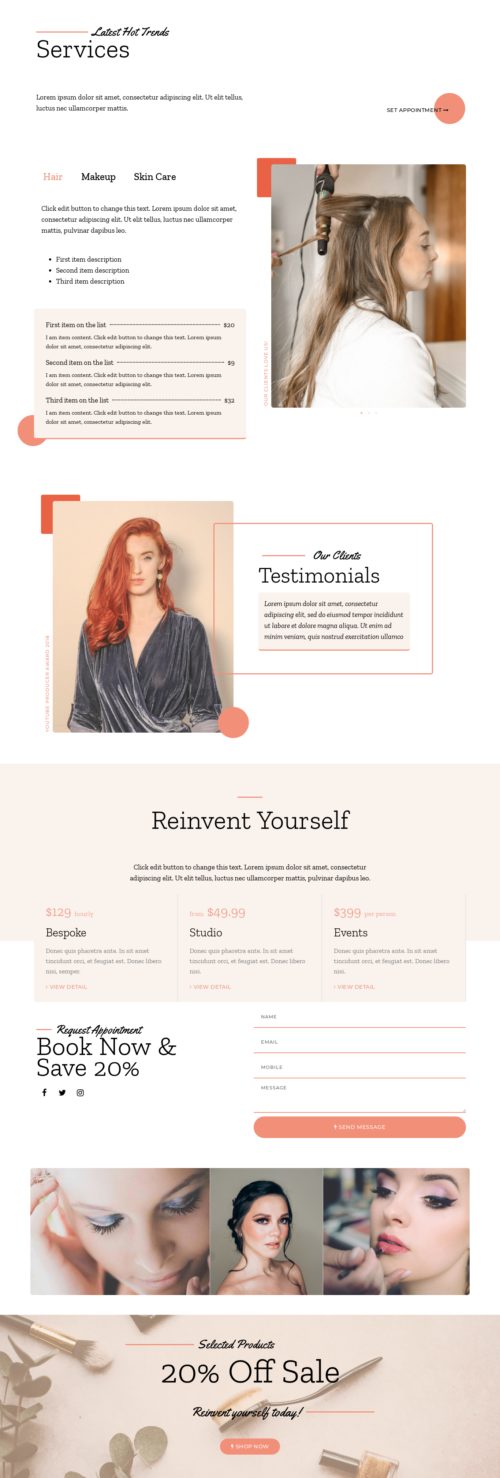 Latest Hot Trends
Services
Lorem ipsum dolor sit amet, consectetur adipiscing elit. Ut elit tellus,
luctus nec ullamcorper mattis.
SET APPOINTMENT
Hair Makeup Skin Care
Click edit button to change this text. Lorem ipsum dolor sit amet,
consectetur adipiscing elit. Ut elit tellus, luctus nec ullamcorper
mattis, pulvinar dapibus leo.
First item description
Second item description
Third item description
First item on the list $20
I am item content. Click edit button to change this text. Lorem ipsum
dolor sit amet, consectetur adipiscing elit.
Second item on the list $9
I am item content. Click edit button to change this text. Lorem ipsum
dolor sit amet, consectetur adipiscing elit.
Third item on the list $32
I am item content. Click edit button to change this text. Lorem ipsum
dolor sit amet, consectetur adipiscing elit.
OUR CLIENTS LOVE US!
YOUTUBE PRODUCER AWARD 2018
Our Clients
Testimonials
Lorem ipsum dolor sit amet, consectetur
adipiscing elit, sed do eiusmod tempor incididunt
ut labore et dolore magna aliqua. Ut enim ad
minim veniam, quis nostrud exercitation ullamco
Reinvent Yourself
Click edit button to change this text. Lorem ipsum dolor sit amet, consectetur
adipiscing elit. Ut elit tellus, luctus nec ullamcorper mattis, pulvinar dapibus leo.
$129 hourly
Bespoke
Donec quis pharetra ante. In sit amet
tincidunt orci, et feugiat est. Donec libero
nisi, semper.
VIEW DETAIL
from $49.99
Studio
Donec quis pharetra ante. In sit amet
tincidunt orci, et feugiat est. Donec libero
nisi.
VIEW DETAIL
$399 per person
Events
Donec quis pharetra ante. In sit amet
tincidunt orci, et feugiat est. Donec libero
nisi.
VIEW DETAIL
Request Appointment
Book Now &
Save 20%
NAME
EMAIL
MOBILE
MESSAGE
SEND MESSAGE
Selected Products
20% Off Sale
Reinvent yourself today!
SHOP NOW